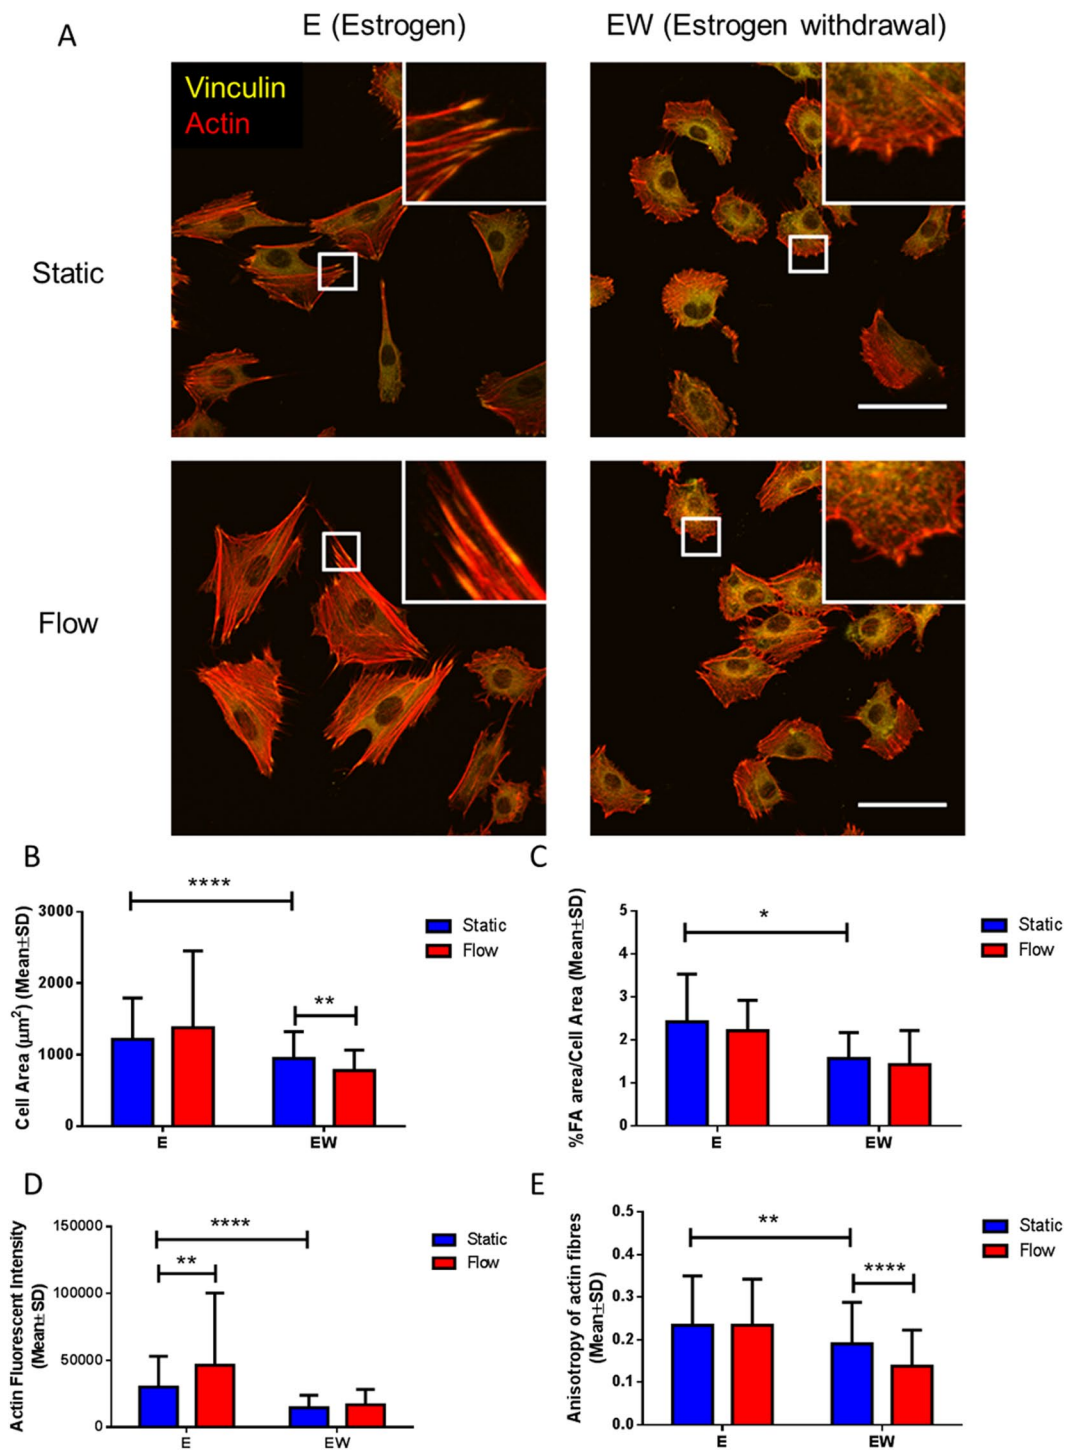 A
E (Estrogen)
EW (Estrogen withdrawal)
Vinculin
Actin
Static
Flow
B
****
**
Cell Area (μm²) (Mean±SD)
3000
2000
1000
0
E
EW
Static
Flow
C
*
%FA area/Cell Area (Mean±SD)
5
4
3
2
1
0
E
EW
Static
Flow
D
****
**
Actin Fluorescent Intensity
(Mean±SD)
150000
100000
50000
0
E
EW
Static
Flow
E
**
****
Anisotropy of actin fibres
(Mean±SD)
0.5
0.4
0.3
0.2
0.1
0.0
E
EW
Static
Flow